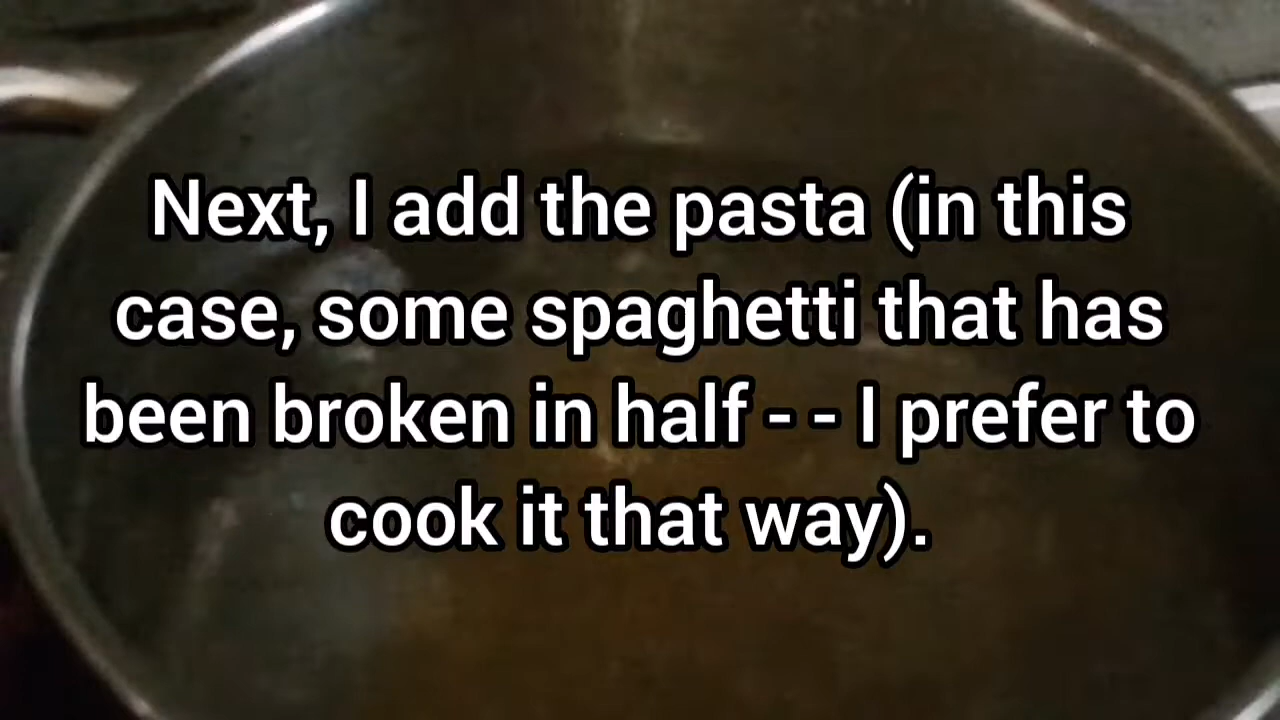 Next, I add the pasta (in this
case, some spaghetti that has
been broken in half - - I prefer to
cook it that way).